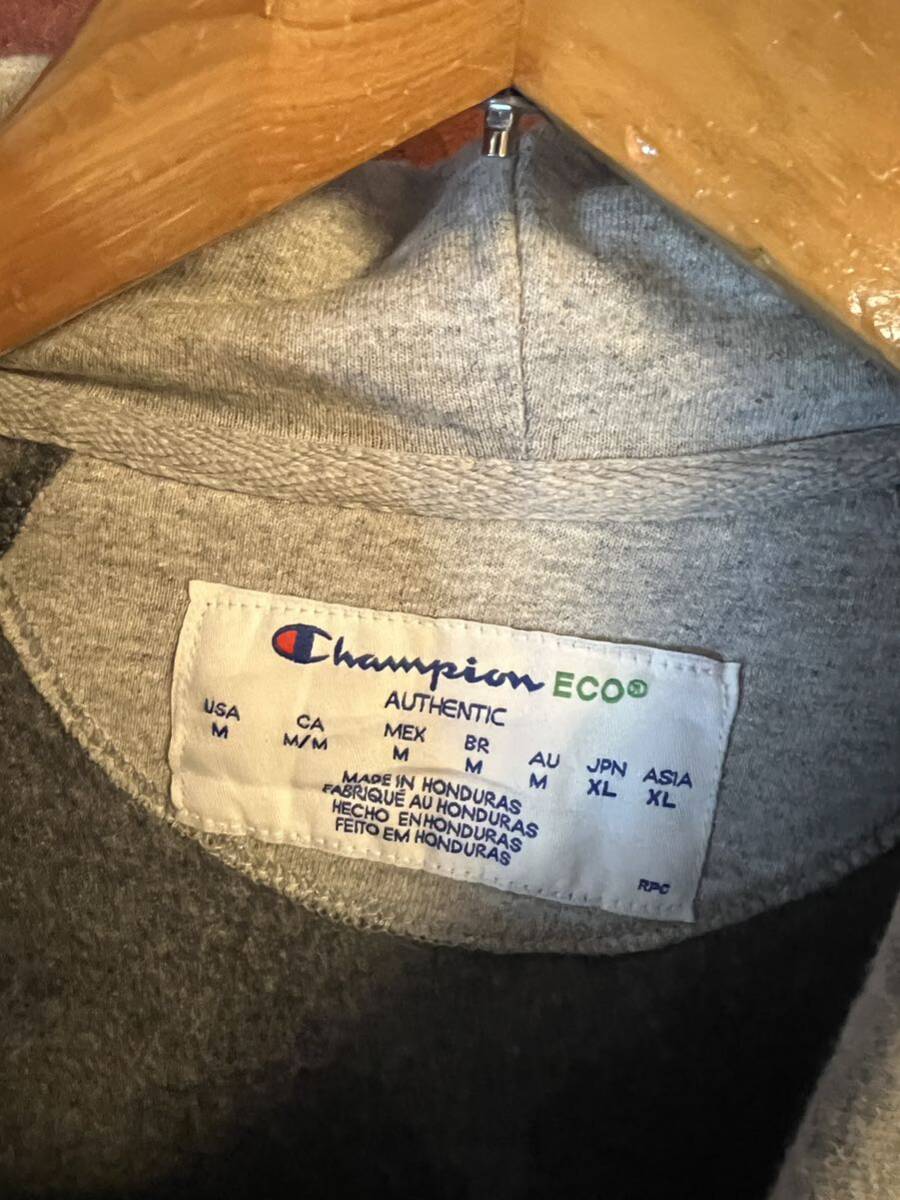 Champion ECO®
AUTHENTIC
USA CA MEX BR AU JPN ASIA
M M/M M M M XL XL
MADE IN HONDURAS
FABRIQUÉ AU HONDURAS
HECHO EN HONDURAS
FEITO EM HONDURAS
RPC